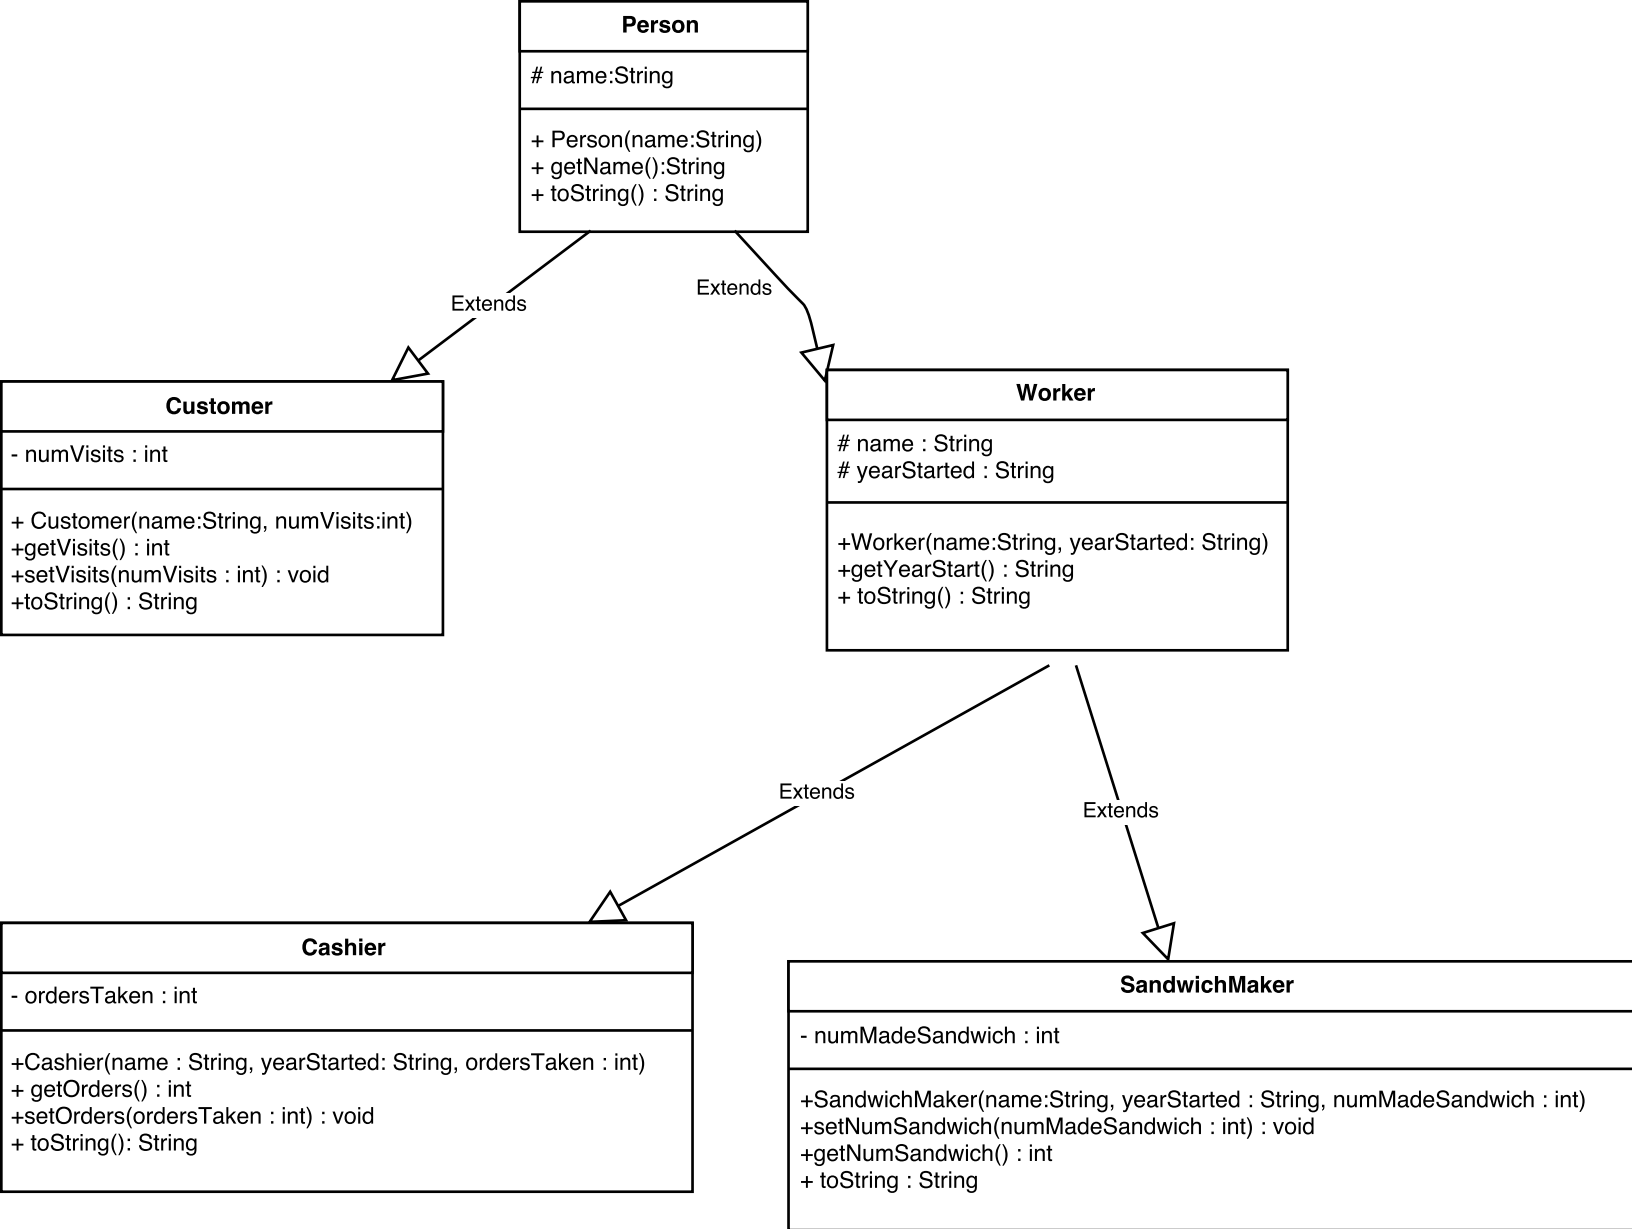 Person
# name:String
+ Person(name:String)
+ getName():String
+ toString() : String
Extends
Extends
Customer
- numVisits : int
+ Customer(name:String, numVisits:int)
+getVisits() : int
+setVisits(numVisits : int) : void
+toString() : String
Worker
# name : String
# yearStarted : String
+Worker(name:String, yearStarted: String)
+getYearStart() : String
+ toString() : String
Extends
Extends
Cashier
- ordersTaken : int
+Cashier(name : String, yearStarted: String, ordersTaken : int)
+ getOrders() : int
+setOrders(ordersTaken : int) : void
+ toString(): String
SandwichMaker
- numMadeSandwich : int
+SandwichMaker(name:String, yearStarted : String, numMadeSandwich : int)
+setNumSandwich(numMadeSandwich : int) : void
+getNumSandwich() : int
+ toString : String